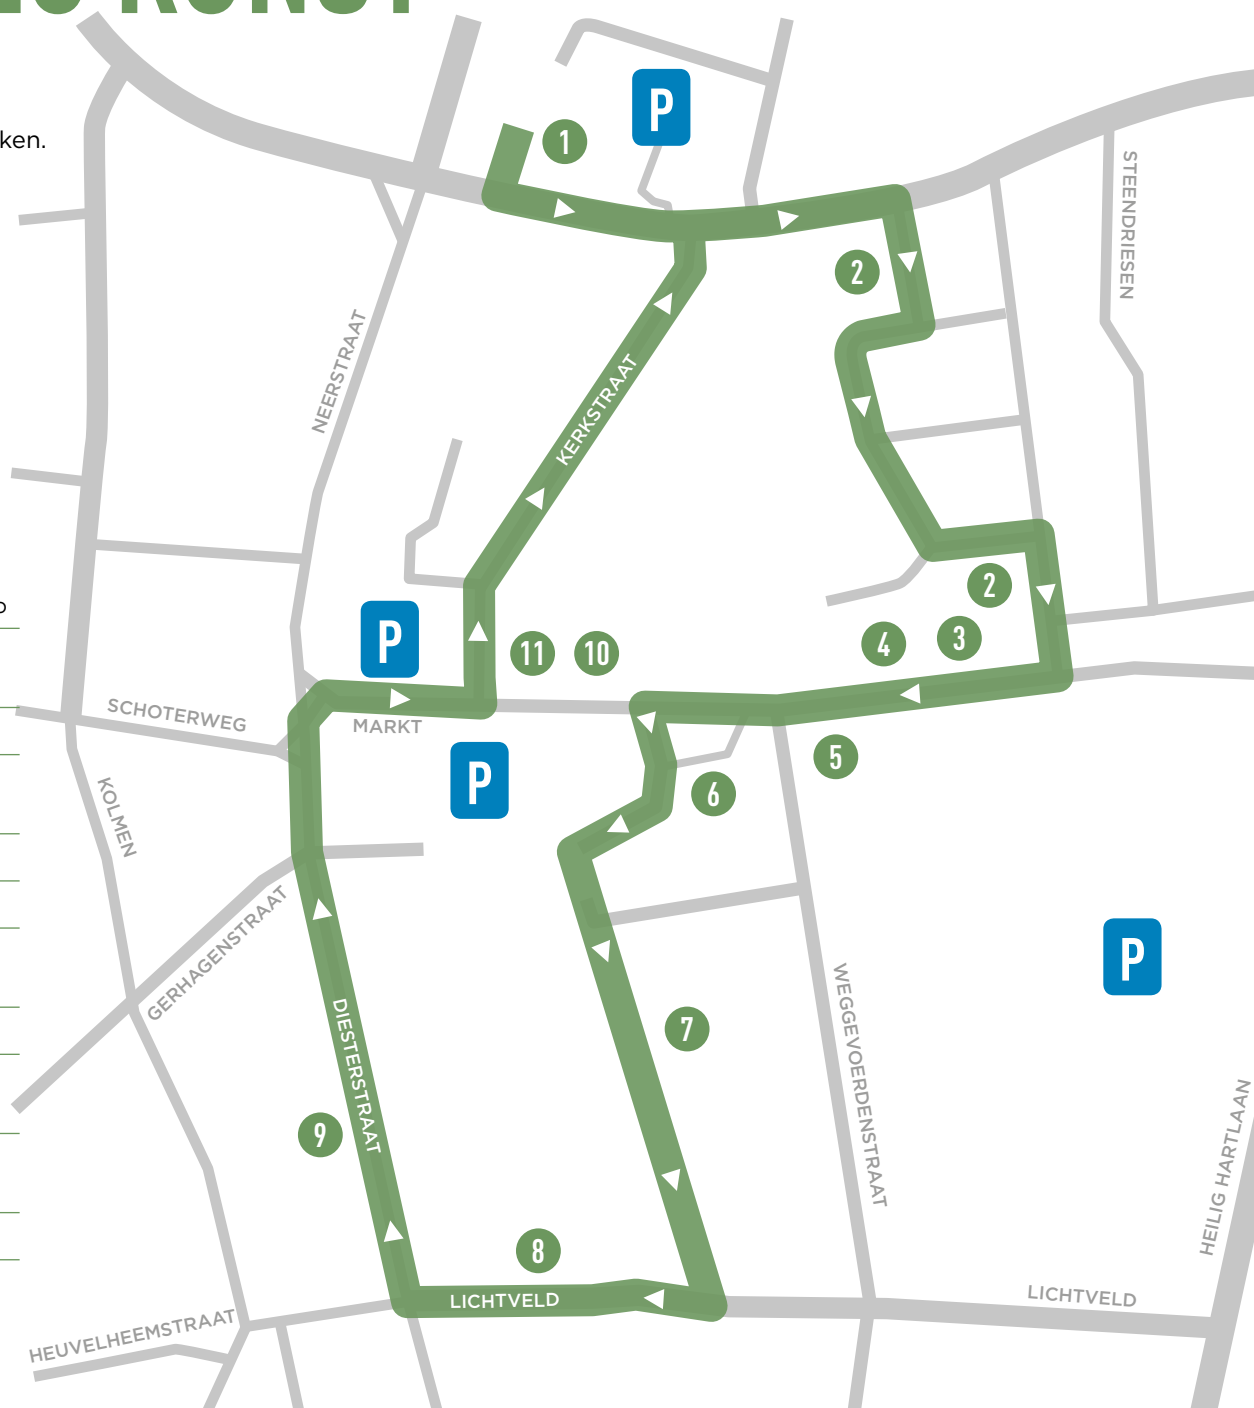 KUNST
ken.
P
1
2
STEENDRIESEN
NEERSTRAAT
KERKSTRAAT
2
P
3
4
11
10
SCHOTERWEG
MARKT
P
5
6
KOLMEN
GERHAGENSTRAAT
P
7
WEGGEVOERDENSTRAAT
DIESTERSTRAAT
9
HEILIG HARTLAAN
8
LICHTVELD
LICHTVELD
HEUVELHEEMSTRAAT